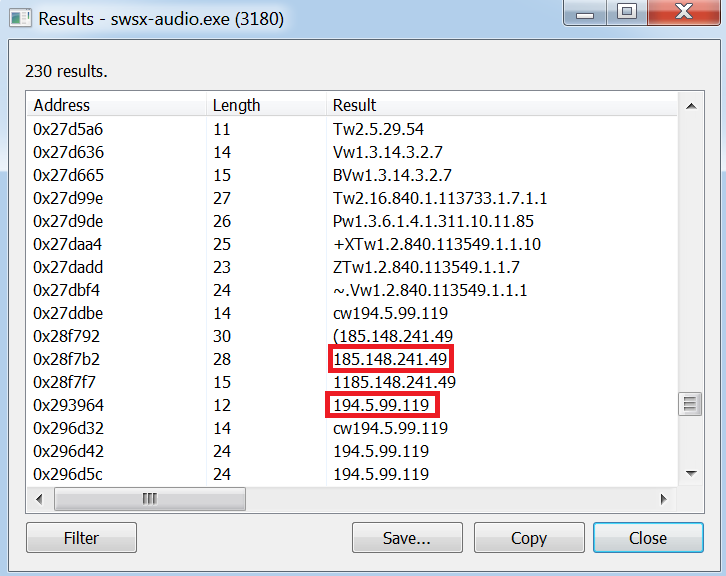 Results - swsx-audio.exe (3180)
230 results.
Address Length Result
0x27d5a6 11 Tw2.5.29.54
0x27d636 14 Vw1.3.14.3.2.7
0x27d665 15 BVw1.3.14.3.2.7
0x27d99e 27 Tw2.16.840.1.113733.1.7.1.1
0x27d9de 26 Pw1.3.6.1.4.1.311.10.11.85
0x27daa4 25 +XTw1.2.840.113549.1.1.10
0x27dadd 23 ZTw1.2.840.113549.1.1.7
0x27dbf4 24 ~.Vw1.2.840.113549.1.1.1
0x27ddbe 14 cw194.5.99.119
0x28f792 30 (185.148.241.49
0x28f7b2 28 185.148.241.49
0x28f7f7 15 1185.148.241.49
0x293964 12 194.5.99.119
0x296d32 14 cw194.5.99.119
0x296d42 24 194.5.99.119
0x296d5c 24 194.5.99.119
Filter Save... Copy Close